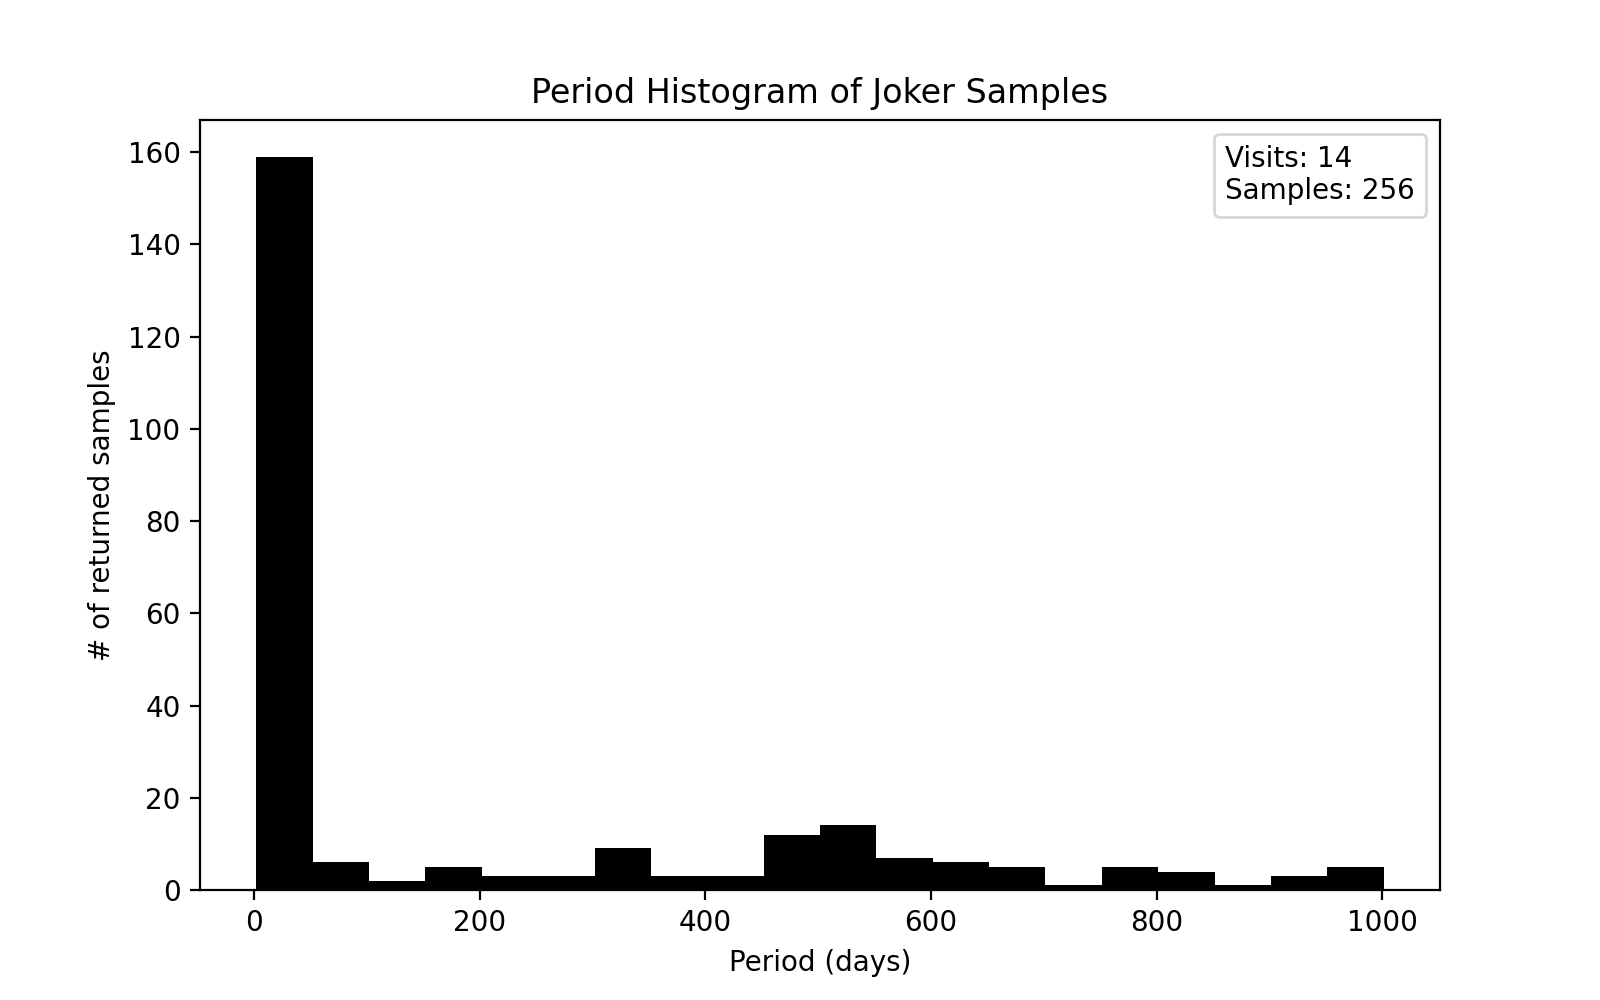 Period Histogram of Joker Samples
Visits: 14
Samples: 256
160
140
120
100
80
60
40
20
0
# of returned samples
0 200 400 600 800 1000
Period (days)